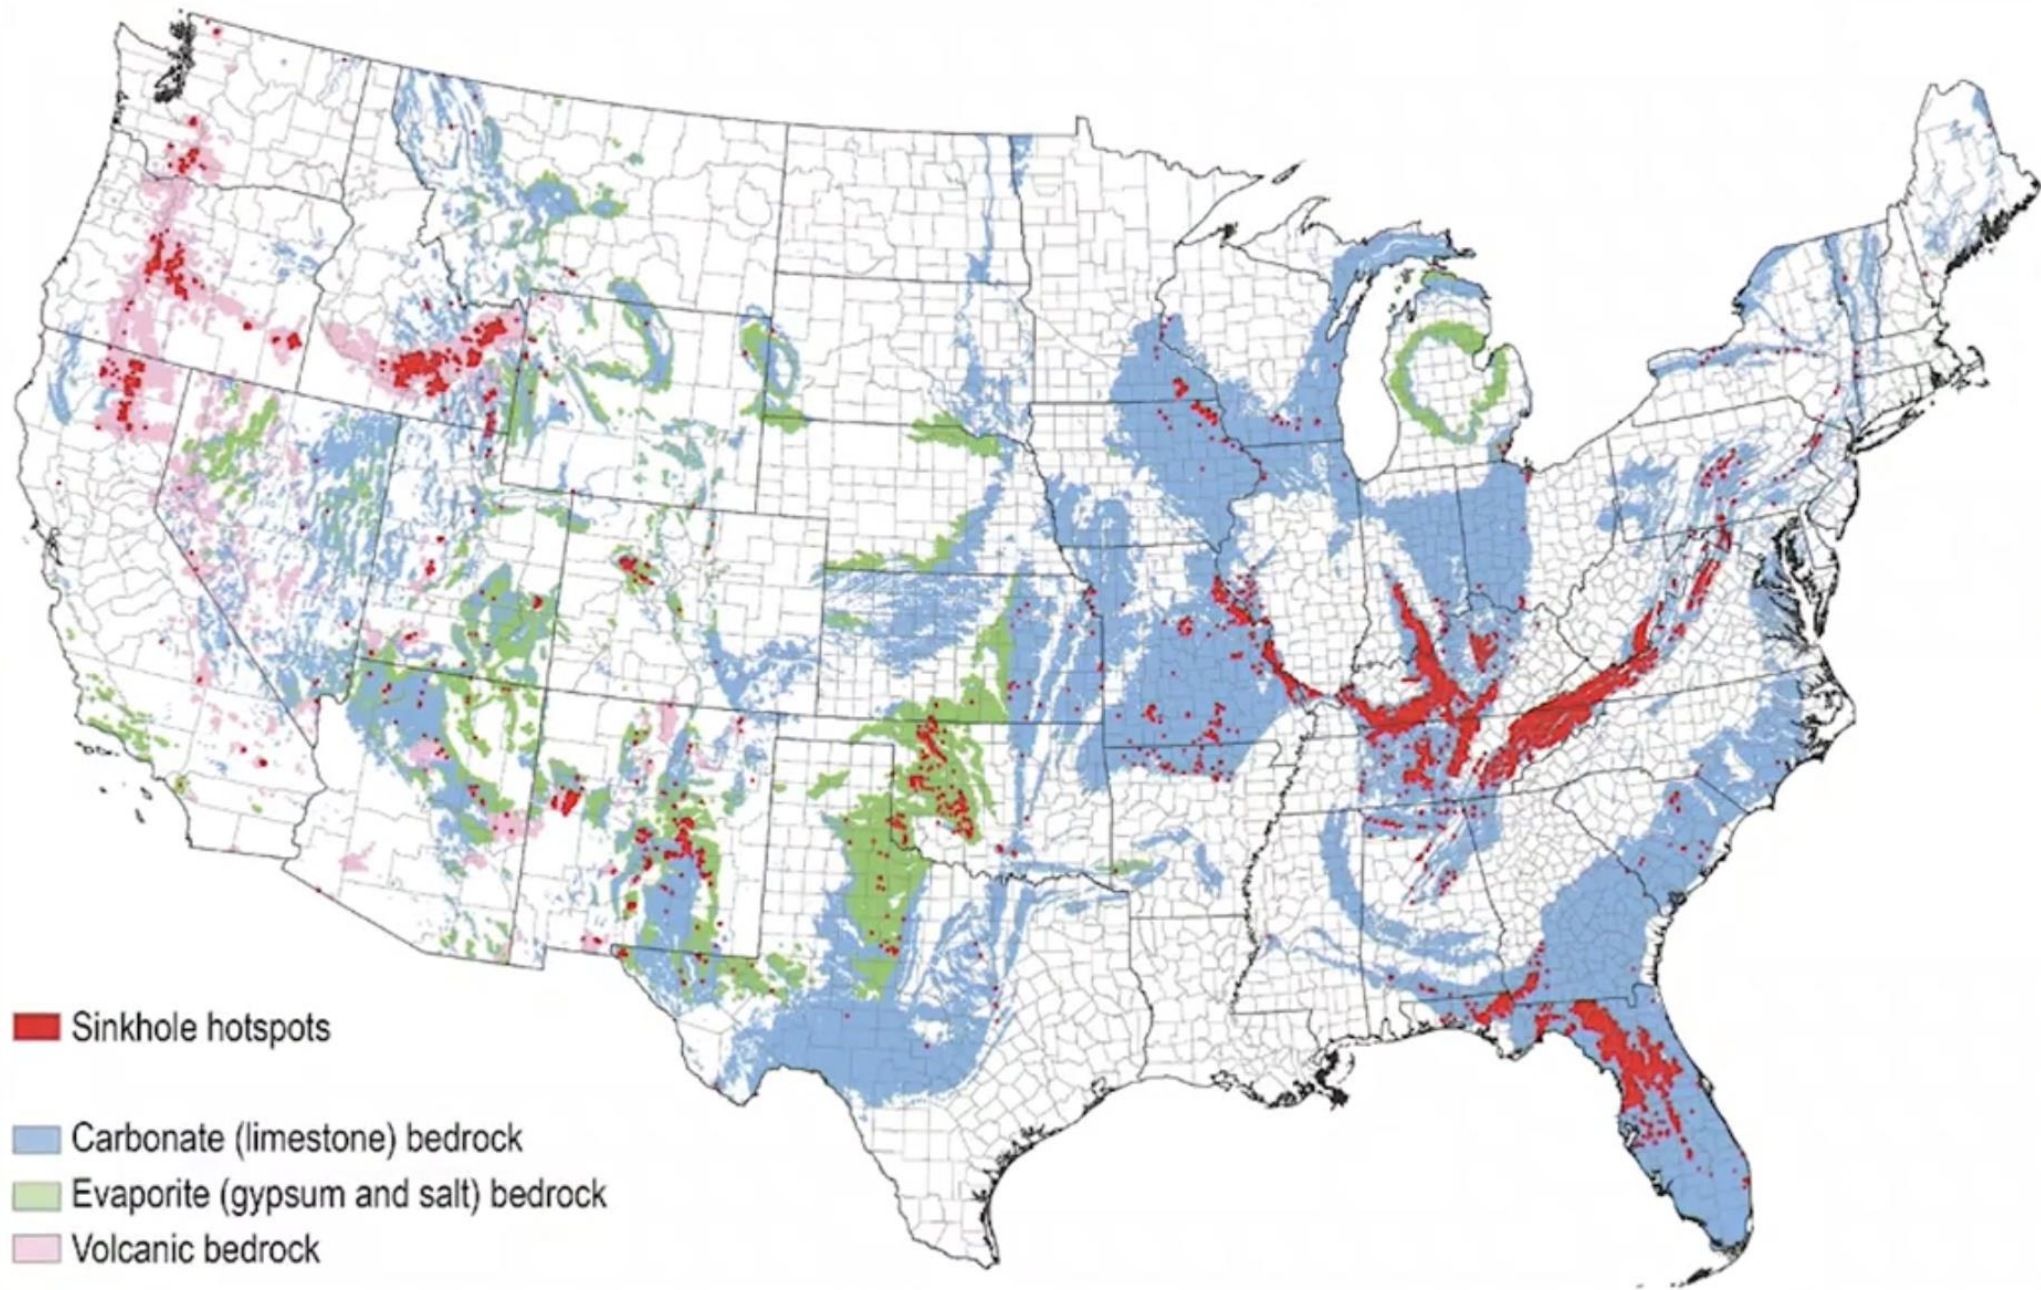 Sinkhole hotspots
Carbonate (limestone) bedrock
Evaporite (gypsum and salt) bedrock
Volcanic bedrock